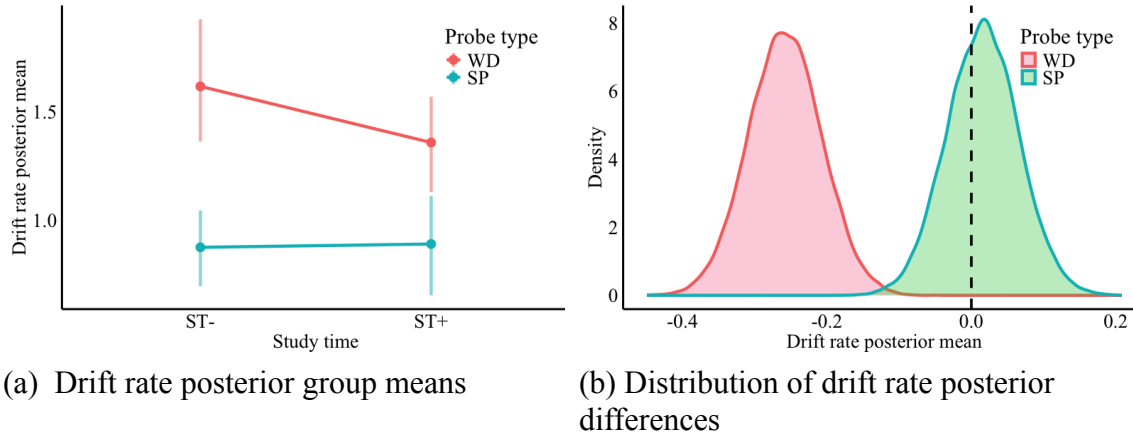 Drift rate posterior mean
1.5
1.0
Probe type
WD
SP
ST-
ST+
Study time
(a) Drift rate posterior group means
Density
8
6
4
2
0
Probe type
WD
SP
-0.4
-0.2
0.0
0.2
Drift rate posterior mean
(b) Distribution of drift rate posterior
differences